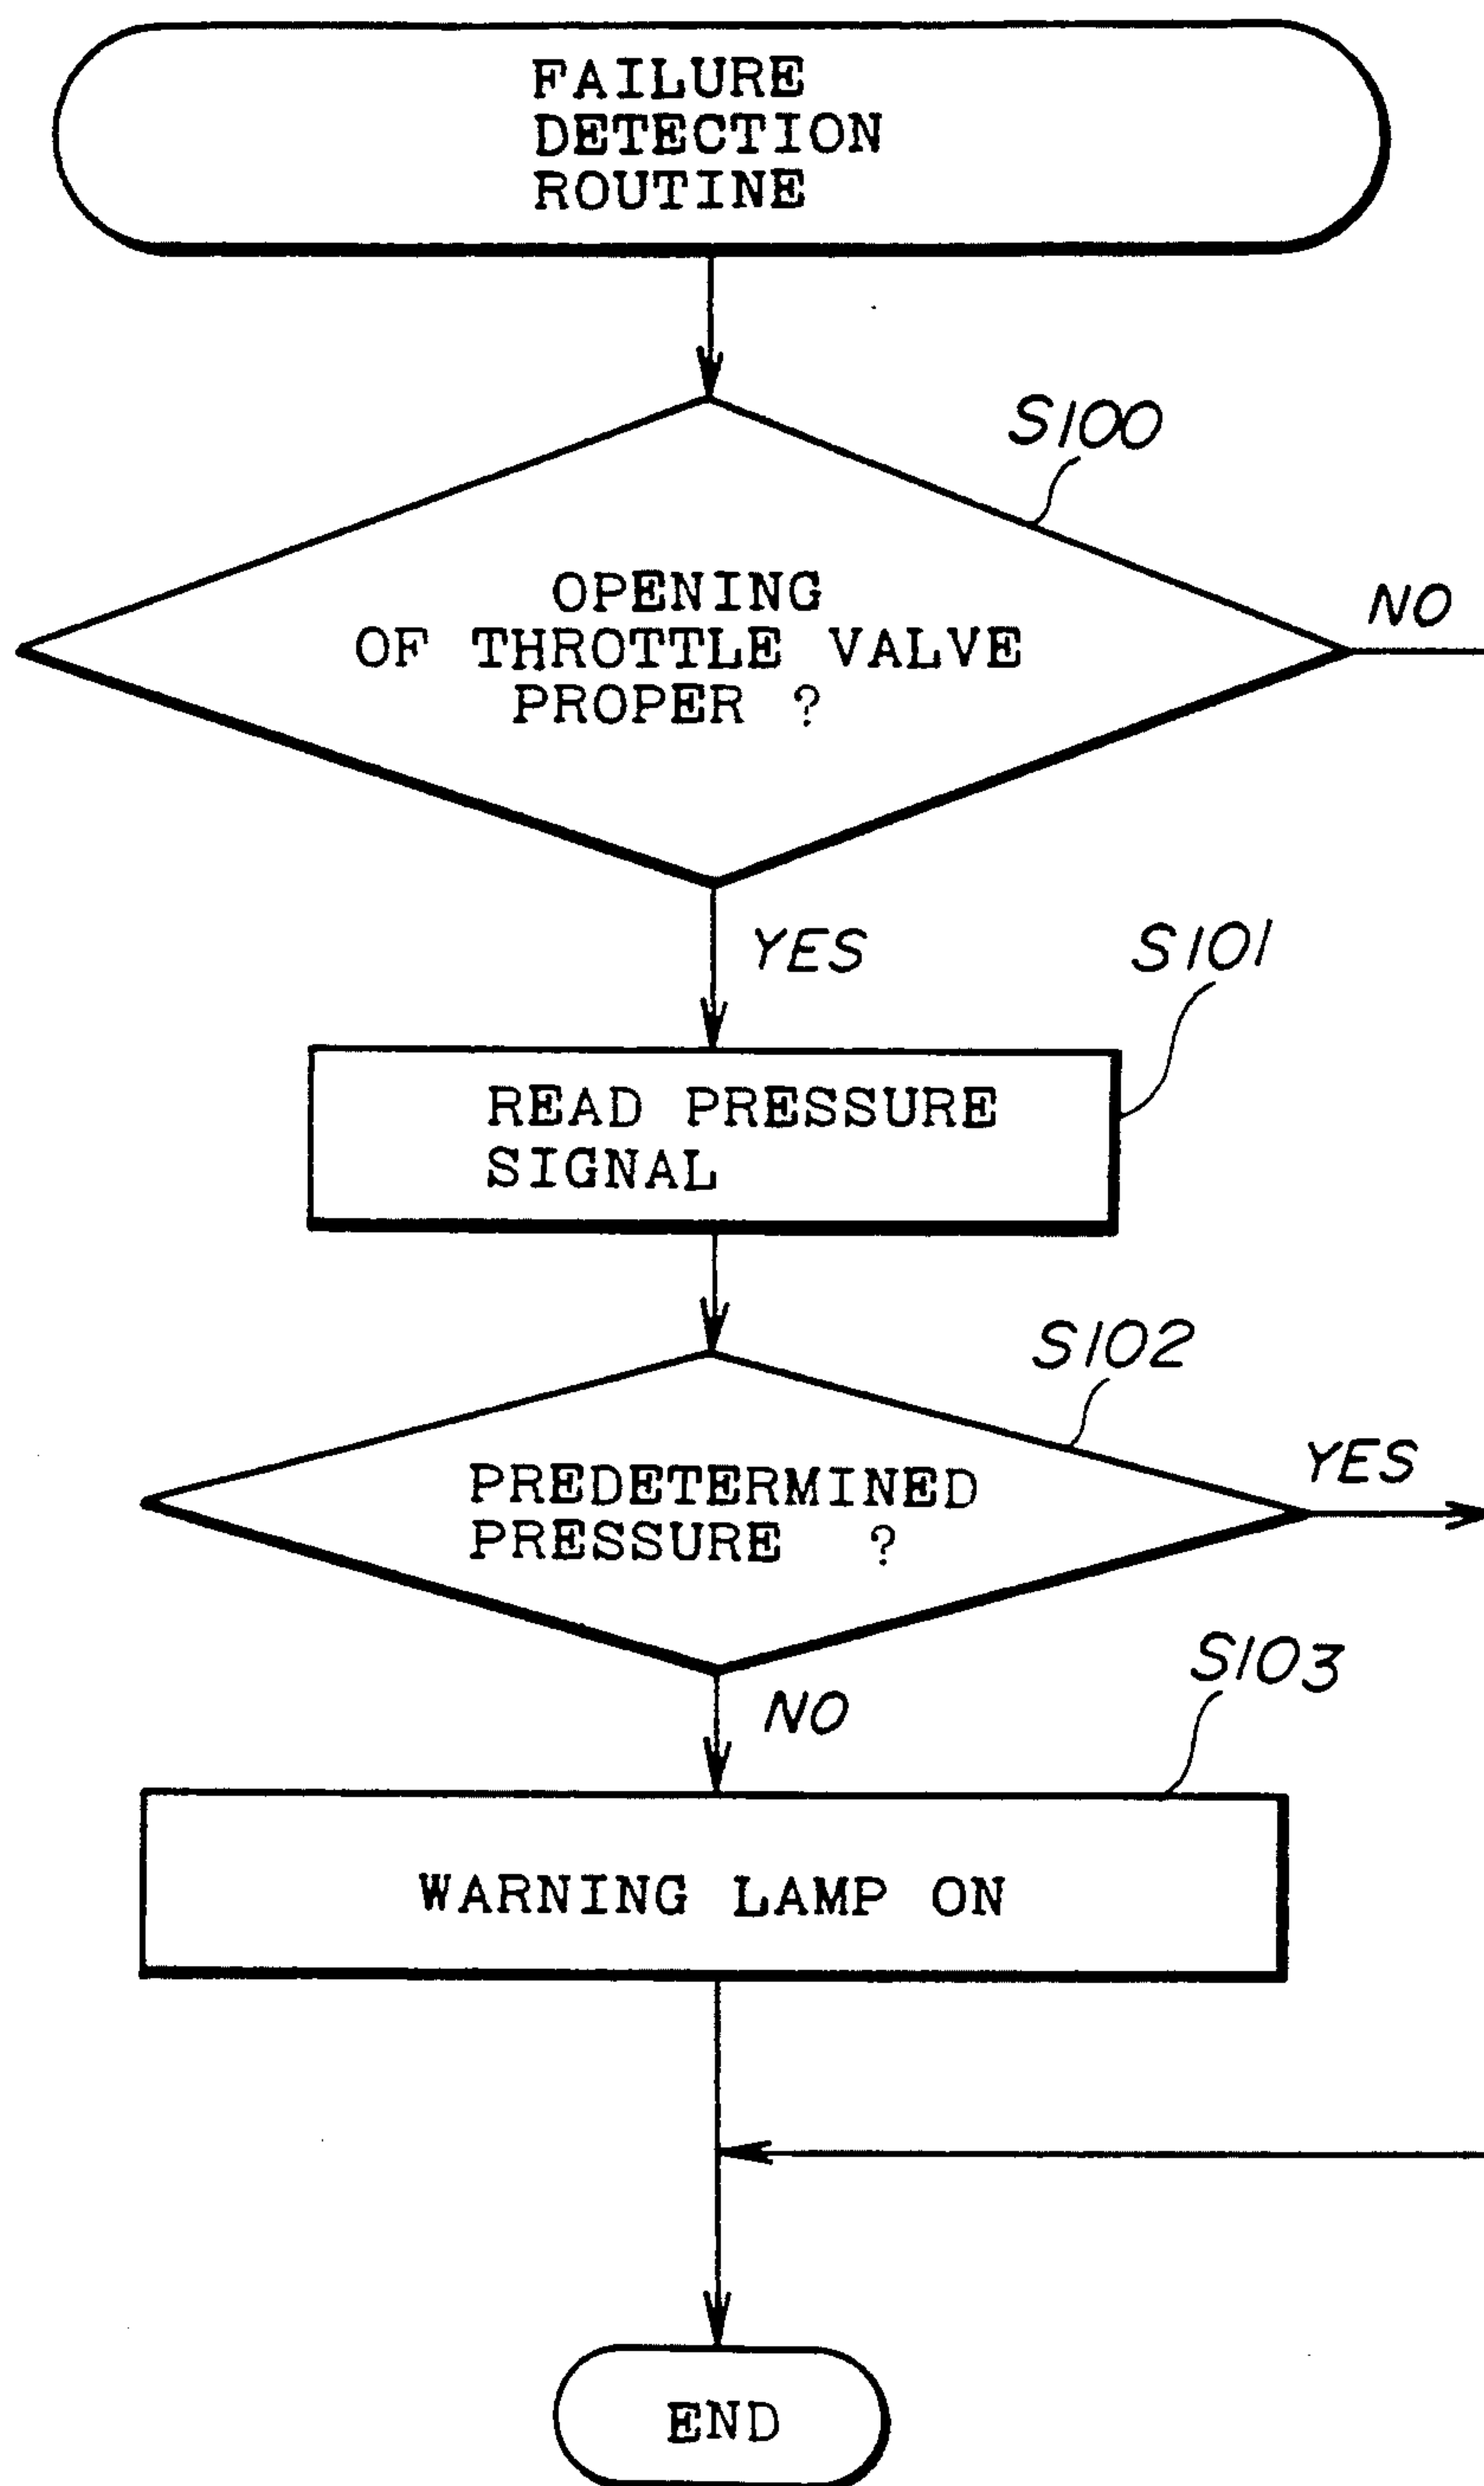 FAILURE
DETECTION
ROUTINE
S100
OPENING
OF THROTTLE VALVE
PROPER ?
NO
YES
S101
READ PRESSURE
SIGNAL
S102
PREDETERMINED
PRESSURE ?
YES
NO
S103
WARNING LAMP ON
END